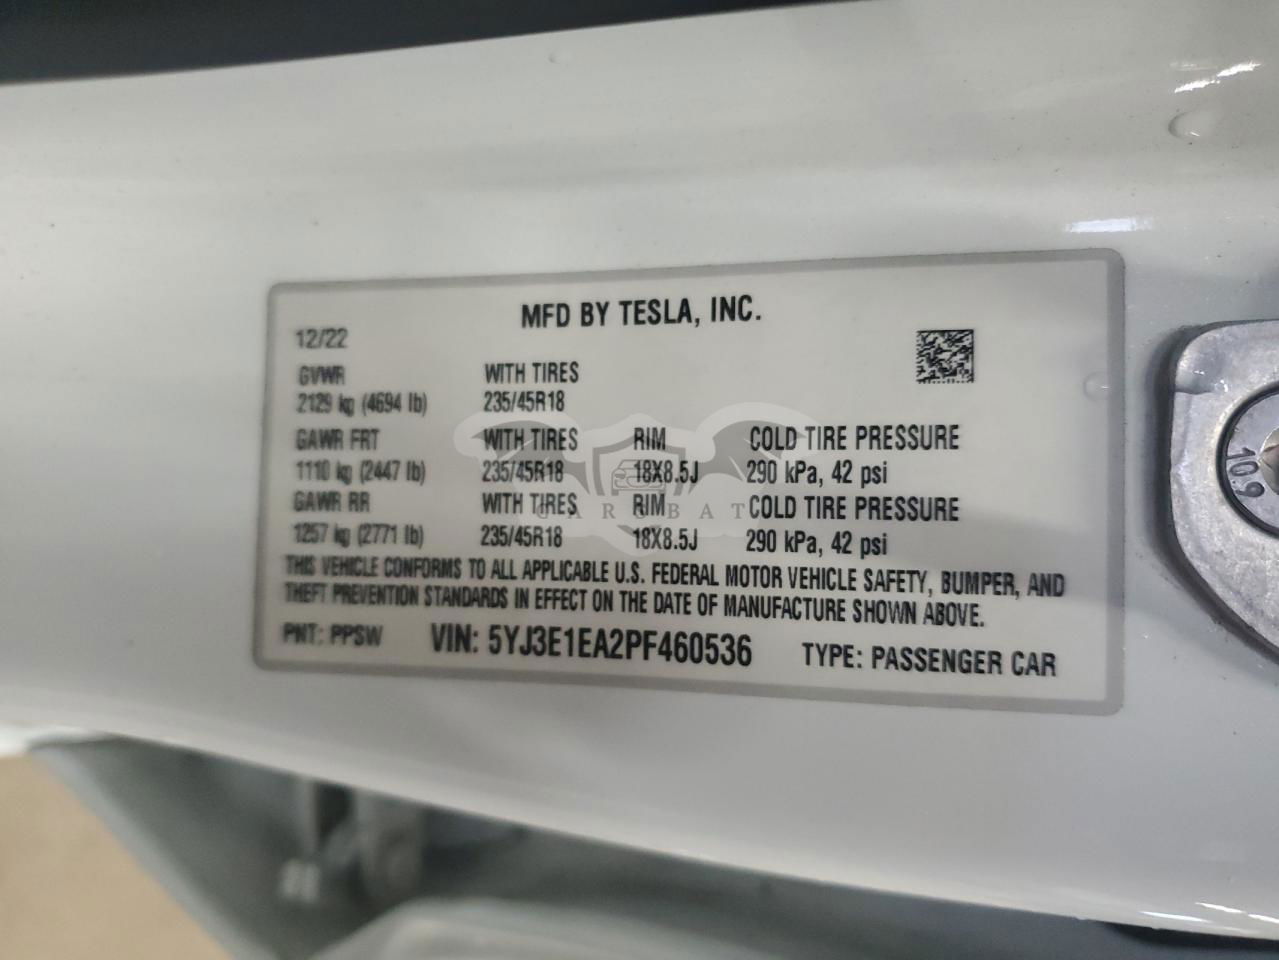 MFD BY TESLA, INC.
12/22
GVWR WITH TIRES
2129 kg (4694 lb) 235/45R18
GAWR FRT WITH TIRES RIM COLD TIRE PRESSURE
1110 kg (2447 lb) 235/45R18 18X8.5J 290 kPa, 42 psi
GAWR RR WITH TIRES RIM COLD TIRE PRESSURE
1257 kg (2771 lb) 235/45R18 18X8.5J 290 kPa, 42 psi
THIS VEHICLE CONFORMS TO ALL APPLICABLE U.S. FEDERAL MOTOR VEHICLE SAFETY, BUMPER, AND
THEFT PREVENTION STANDARDS IN EFFECT ON THE DATE OF MANUFACTURE SHOWN ABOVE.
PNT: PPSW VIN: 5YJ3E1EA2PF460536 TYPE: PASSENGER CAR
10.9